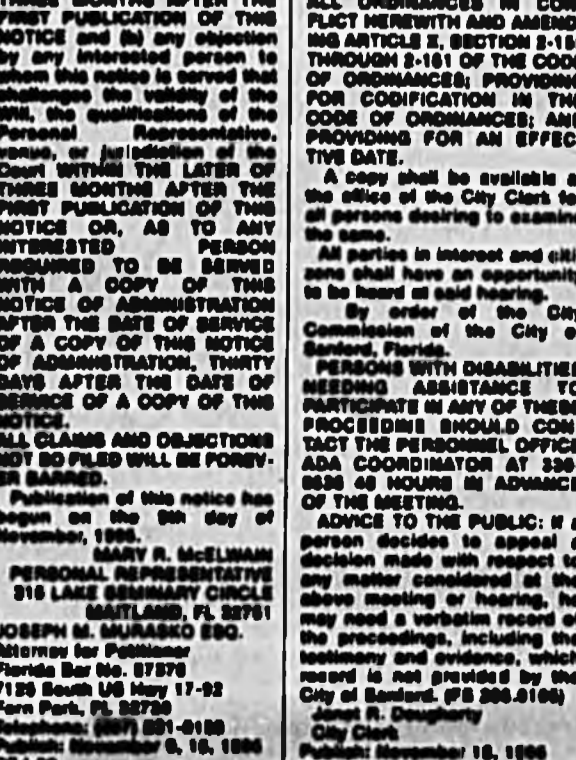 THREE MONTHS AFTER THE
FIRST PUBLICATION OF THIS
NOTICE and (b) any objection
by any interested person to
whom this notice is served that
challenges the validity of the
will, the qualifications of the
Personal Representative,
venue, or jurisdiction of the
Court WITHIN THE LATER OF
THREE MONTHS AFTER THE
FIRST PUBLICATION OF THIS
NOTICE OR, AS TO ANY
INTERESTED PERSON
REQUIRED TO BE SERVED
WITH A COPY OF THIS
NOTICE OF ADMINISTRATION
AFTER THE DATE OF SERVICE
OF A COPY OF THIS NOTICE
OF ADMINISTRATION, THIRTY
DAYS AFTER THE DATE OF
SERVICE OF A COPY OF THIS
NOTICE.
ALL CLAIMS AND OBJECTIONS
NOT SO FILED WILL BE FOREV-
ER BARRED.
Publication of this notice has
begun on the day of
November,
MARY R. McELWAIN
PERSONAL REPRESENTATIVE
LAKE SEMINARY CIRCLE
MAITLAND, FL 32751
JOSEPH M. MURASKO ESQ.
Attorney for Petitioner
Florida Bar No.
South US Hwy 17-92
Fern Park, FL
Telephone: (407)
Publish: November
ALL ORDINANCES IN CON
FLICT HEREWITH AND AMEND
ING ARTICLE X, SECTION
THROUGH 2-161 OF THE CODE
OF ORDINANCES; PROVIDING
FOR CODIFICATION IN THE
CODE OF ORDINANCES; AND
PROVIDING FOR AN EFFEC
TIVE DATE.
A copy shall be available a
the office of the City Clerk fo
all persons desiring to examine
the same.
All parties in interest and citi
zens shall have an opportunity
to be heard at said hearing.
By order of the City
Commission of the City o
Sanford, Florida.
PERSONS WITH DISABILITIES
NEEDING ASSISTANCE TO
PARTICIPATE IN ANY OF THESE
PROCEEDINGS SHOULD CON
TACT THE PERSONNEL OFFICE
ADA COORDINATOR AT
48 HOURS IN ADVANCE
OF THE MEETING.
ADVICE TO THE PUBLIC: If a
person decides to appeal a
decision made with respect to
any matter considered at the
above meeting or hearing, he
may need a verbatim record of
the proceedings, including the
testimony and evidence, which
record is not provided by the
City of Sanford. (FS
Janet R. Dougherty
City Clerk
Publish: November